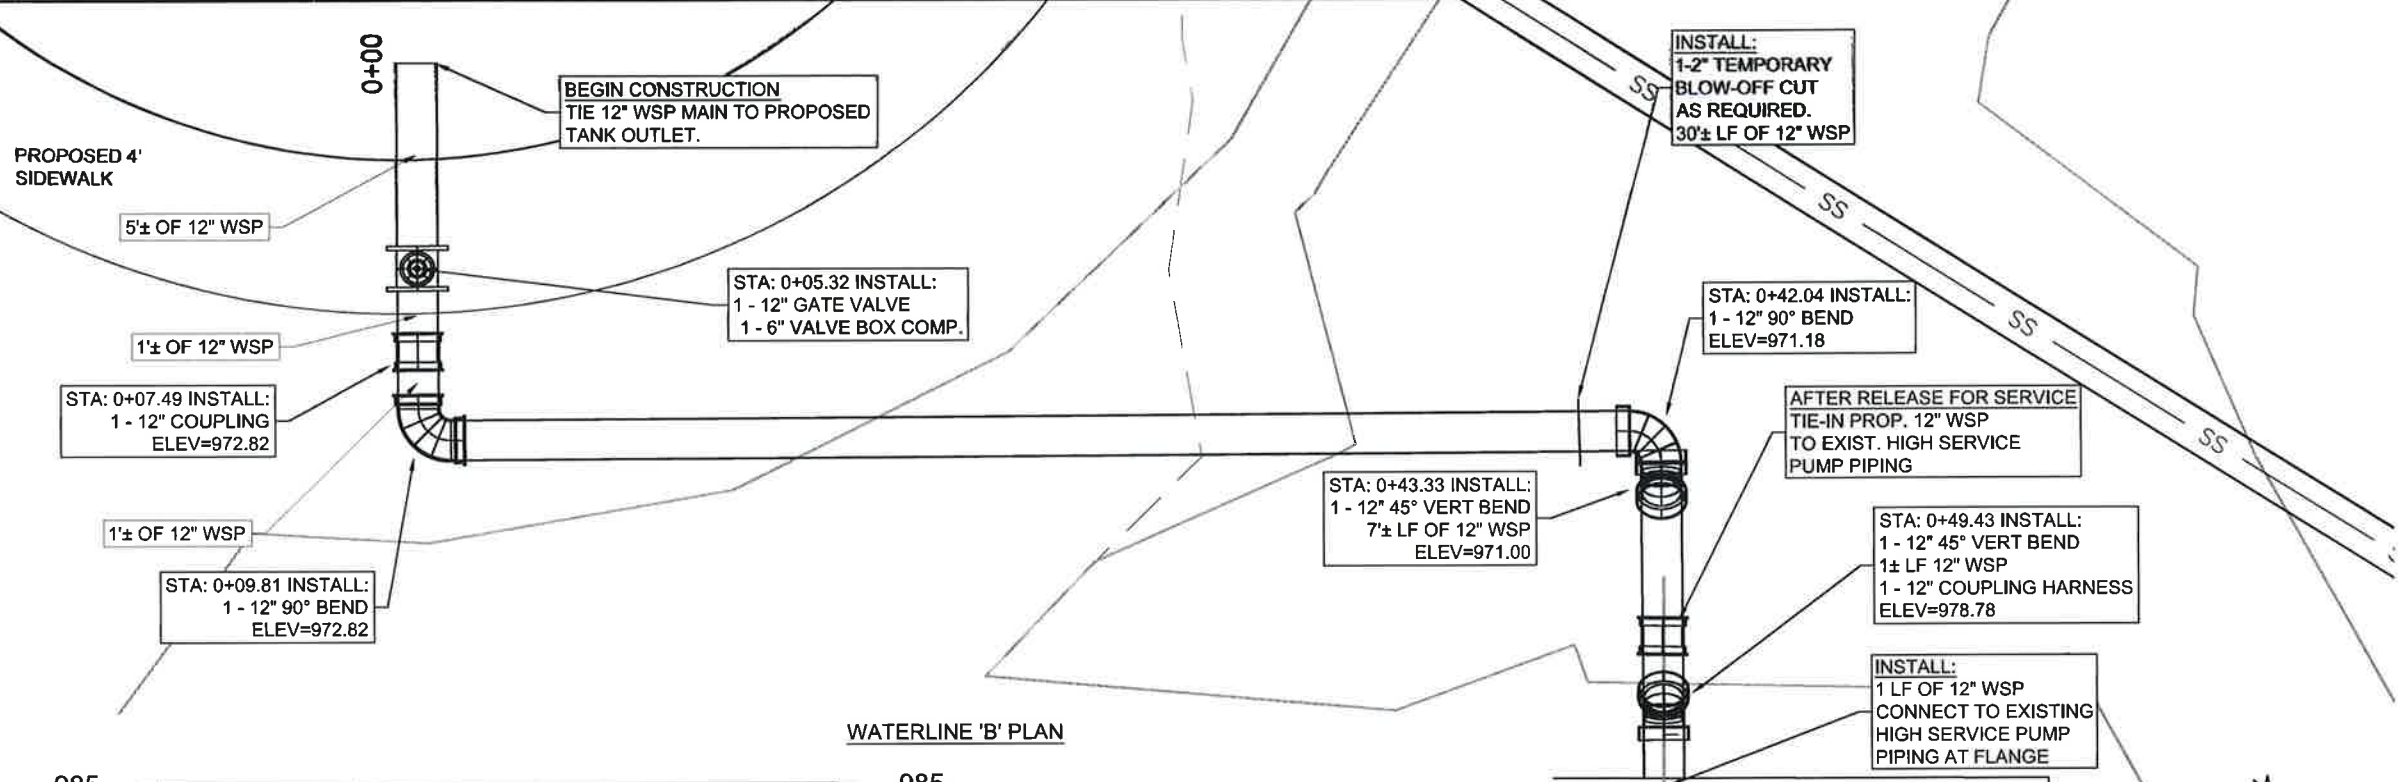 0+00
BEGIN CONSTRUCTION
TIE 12" WSP MAIN TO PROPOSED
TANK OUTLET.
INSTALL:
1-2" TEMPORARY
BLOW-OFF CUT
AS REQUIRED.
30'± LF OF 12" WSP
PROPOSED 4'
SIDEWALK
5'± OF 12" WSP
STA: 0+05.32 INSTALL:
1 - 12" GATE VALVE
1 - 6" VALVE BOX COMP.
1'± OF 12" WSP
STA: 0+07.49 INSTALL:
1 - 12" COUPLING
ELEV=972.82
1'± OF 12" WSP
STA: 0+09.81 INSTALL:
1 - 12" 90° BEND
ELEV=972.82
SS
SS
SS
SS
STA: 0+42.04 INSTALL:
1 - 12" 90° BEND
ELEV=971.18
AFTER RELEASE FOR SERVICE
TIE-IN PROP. 12" WSP
TO EXIST. HIGH SERVICE
PUMP PIPING
STA: 0+43.33 INSTALL:
1 - 12" 45° VERT BEND
7'± LF OF 12" WSP
ELEV=971.00
STA: 0+49.43 INSTALL:
1 - 12" 45° VERT BEND
1± LF 12" WSP
1 - 12" COUPLING HARNESS
ELEV=978.78
INSTALL:
1 LF OF 12" WSP
CONNECT TO EXISTING
HIGH SERVICE PUMP
PIPING AT FLANGE
WATERLINE 'B' PLAN
985
985